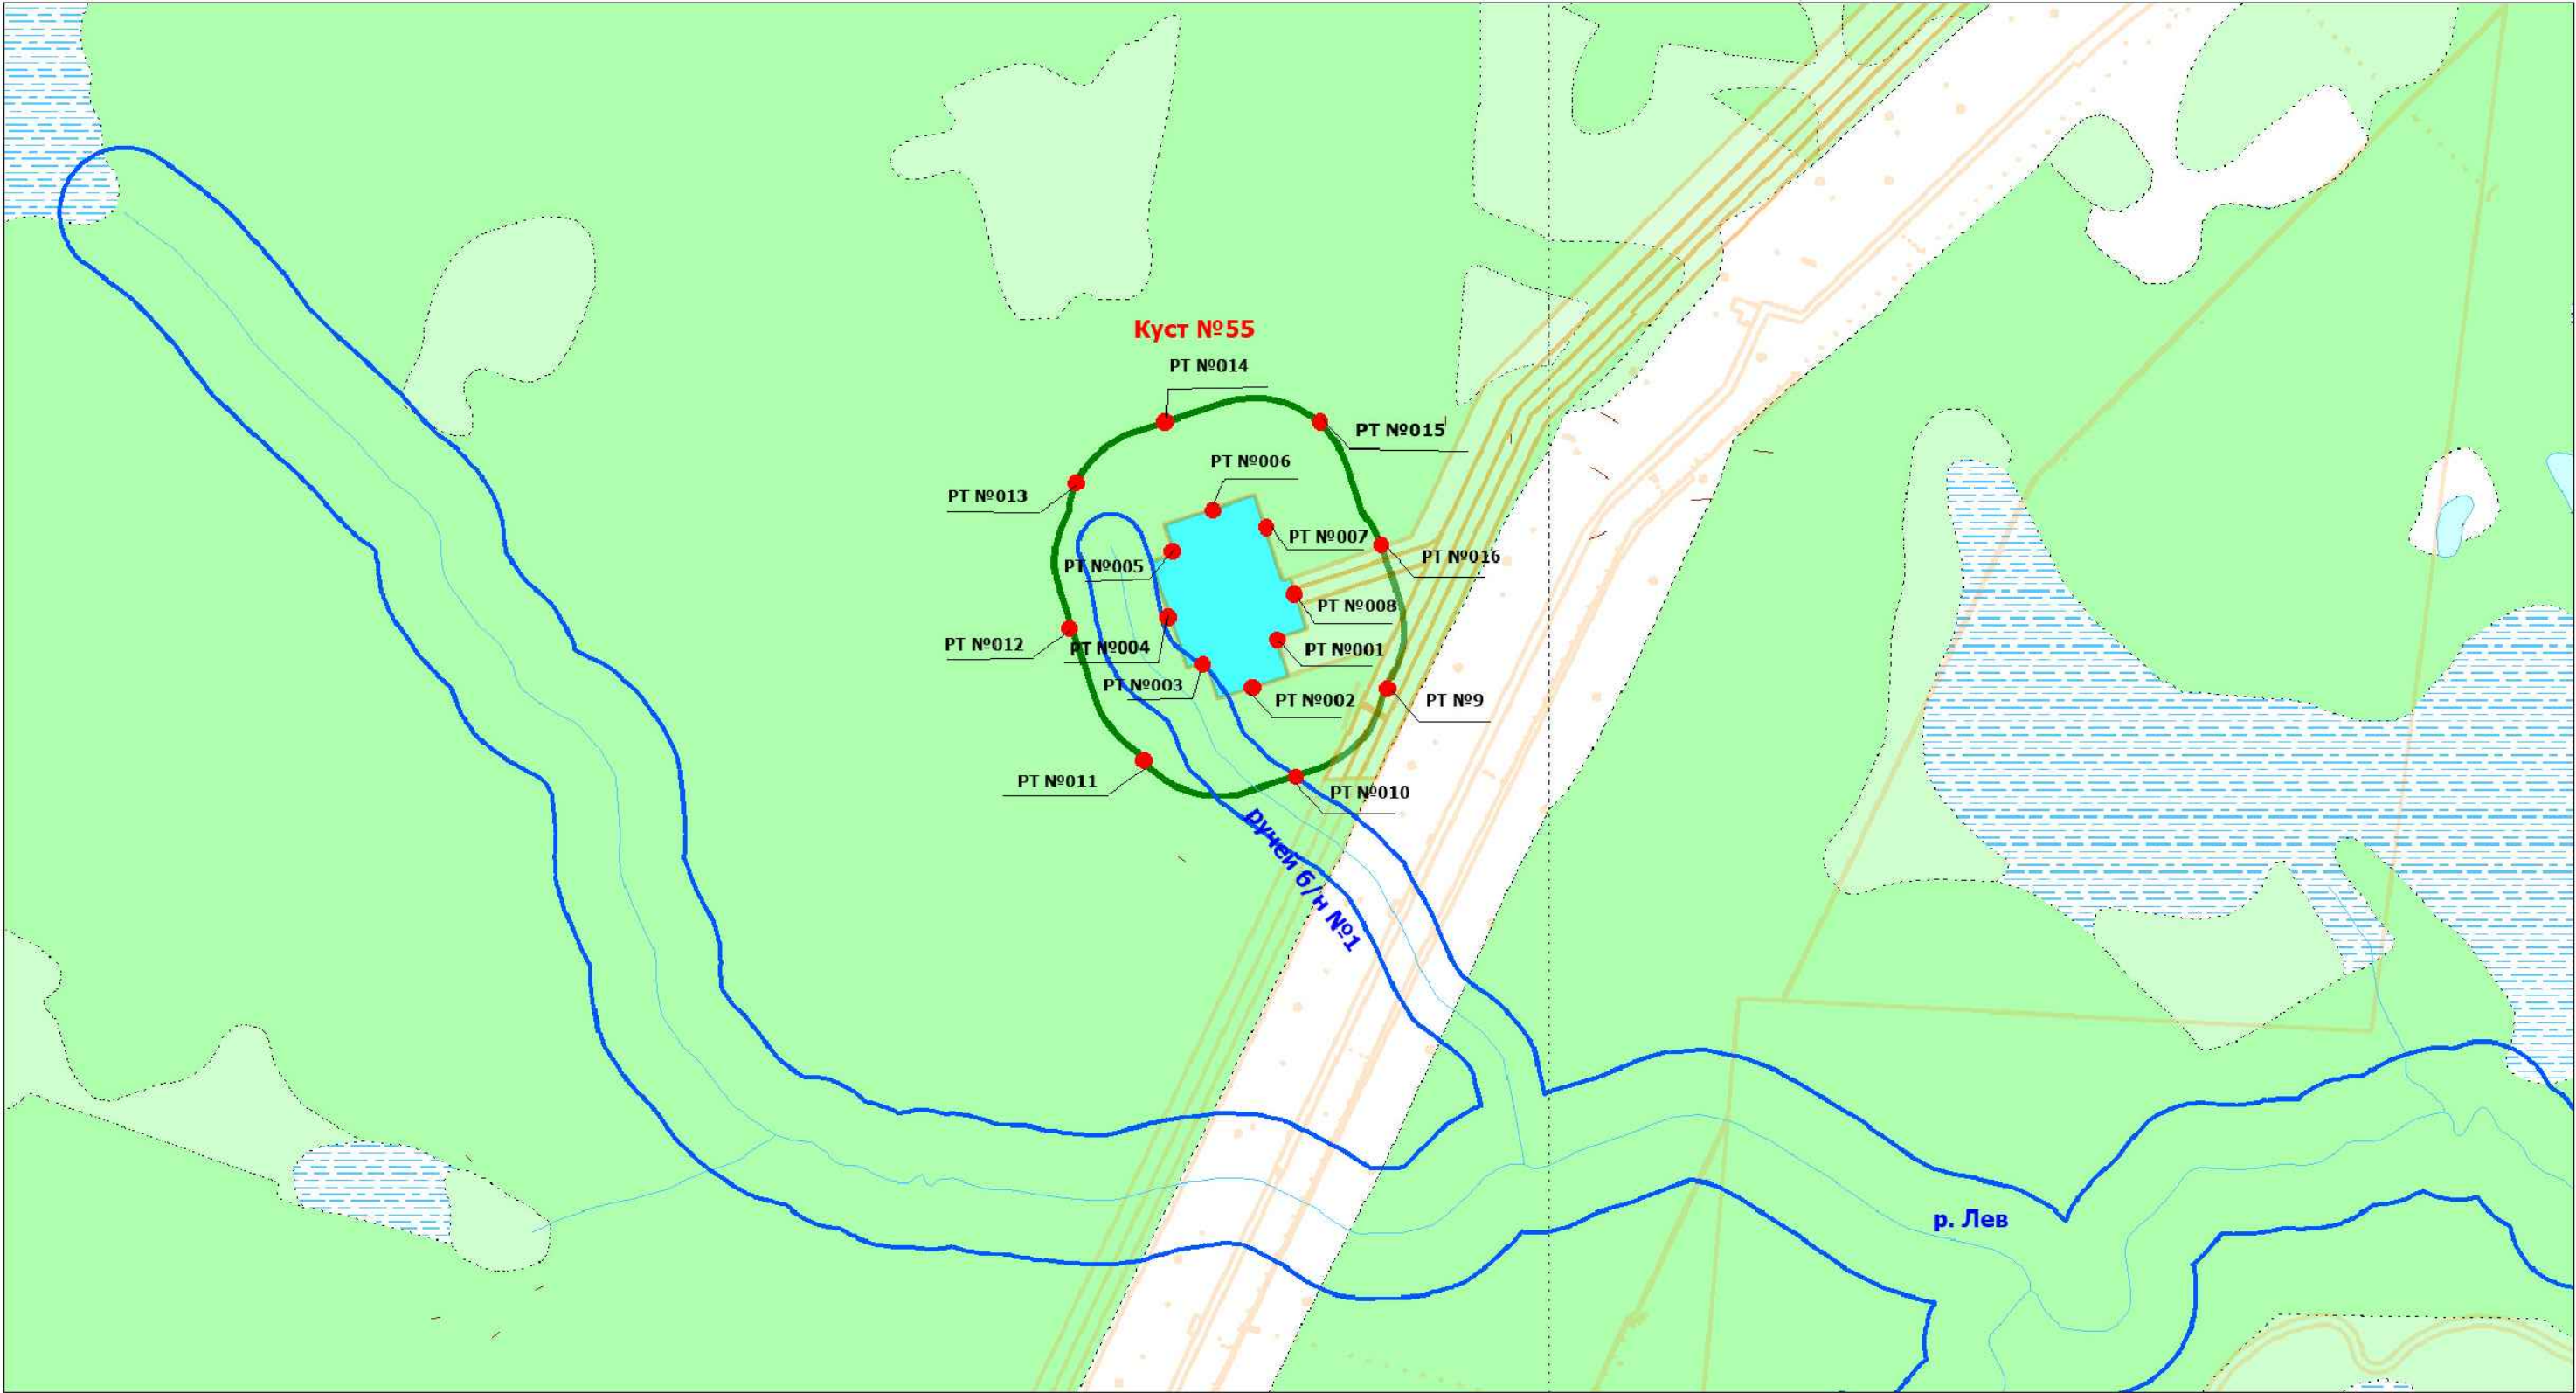 Куст №55
РТ №014
РТ №015
РТ №006
РТ №013
РТ №007
РТ №016
РТ №005
РТ №008
РТ №012
РТ №004
РТ №001
РТ №003
РТ №002
РТ №9
РТ №011
РТ №010
ручей б/н №1
р. Лев